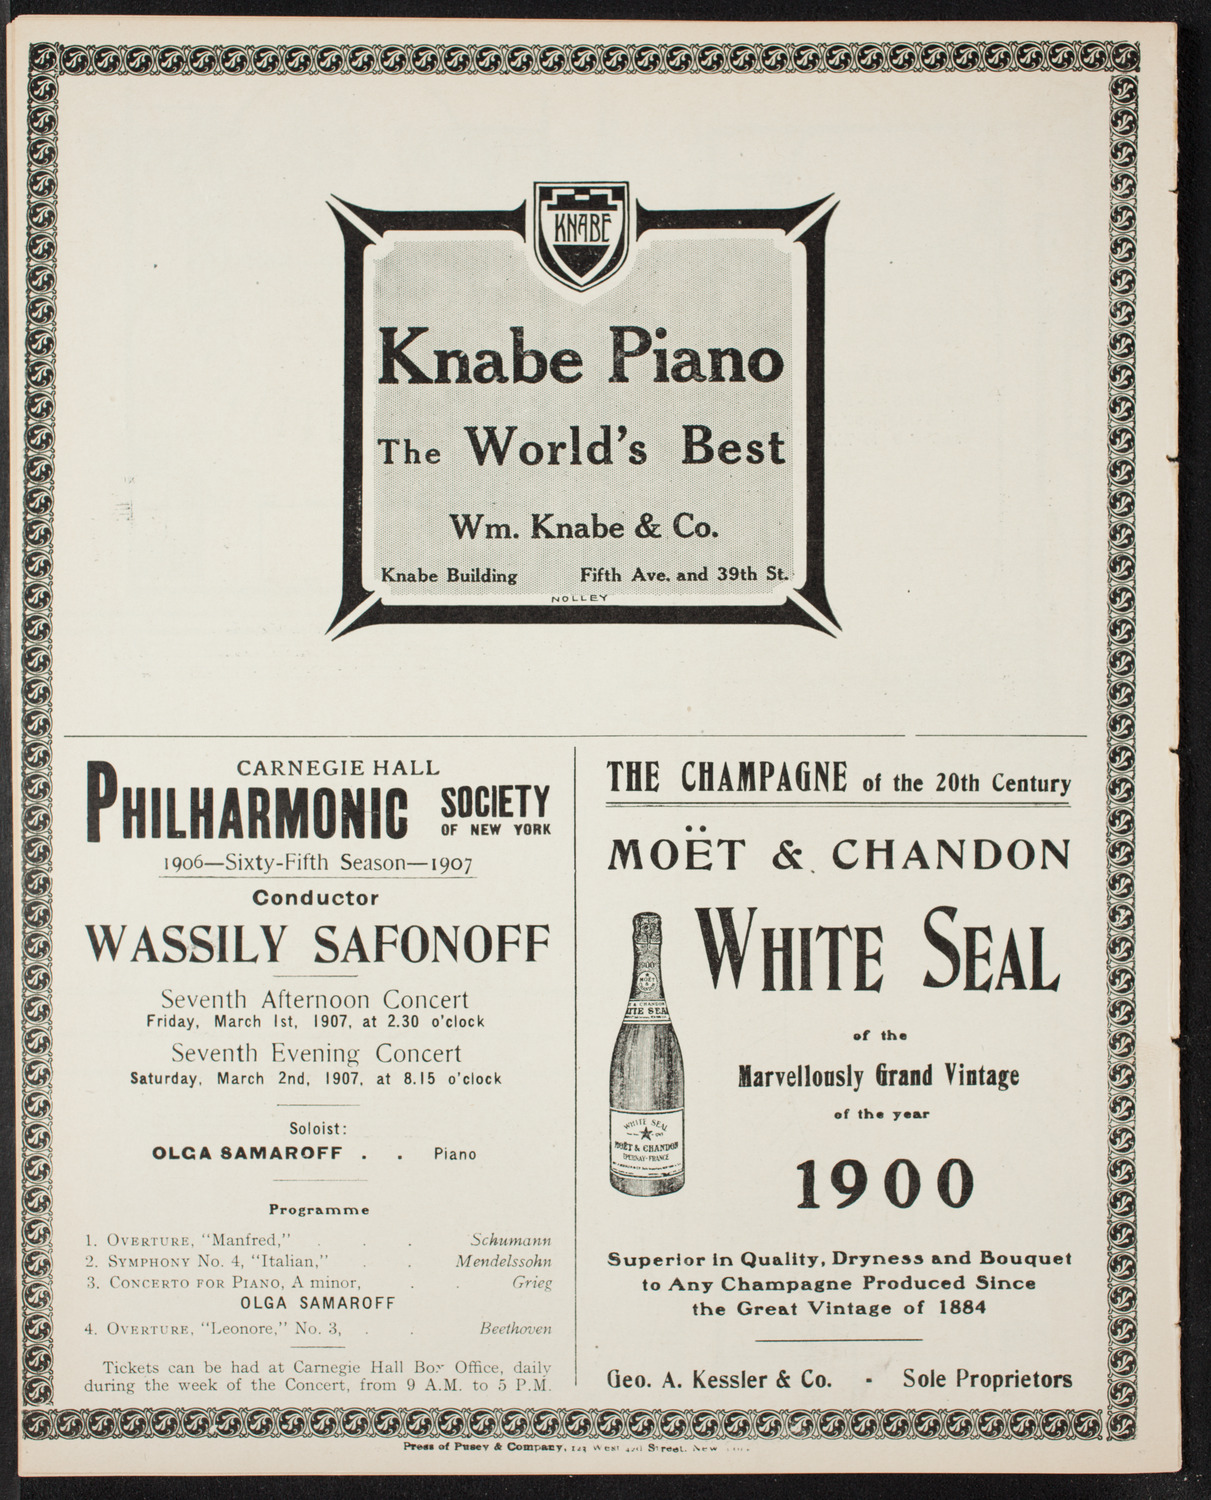 KNABE
Knabe Piano
The World's Best
Wm. Knabe & Co.
Knabe Building Fifth Ave. and 39th St.
NOLLEY
CARNEGIE HALL
PHILHARMONIC SOCIETY
OF NEW YORK
1906—Sixty-Fifth Season—1907
Conductor
WASSILY SAFONOFF
Seventh Afternoon Concert
Friday, March 1st, 1907, at 2.30 o'clock
Seventh Evening Concert
Saturday, March 2nd, 1907, at 8.15 o'clock
Soloist:
OLGA SAMAROFF . . Piano
Programme
1. OVERTURE, "Manfred," . . . Schumann
2. SYMPHONY NO. 4, "Italian," . . Mendelssohn
3. CONCERTO FOR PIANO, A minor, . Grieg
OLGA SAMAROFF
4. OVERTURE, "Leonore," No. 3, . . Beethoven
Tickets can be had at Carnegie Hall Box Office, daily
during the week of the Concert, from 9 A.M. to 5 P.M.
THE CHAMPAGNE of the 20th Century
MOËT & CHANDON
WHITE SEAL
of the
Marvellously Grand Vintage
of the year
1900
WHITE SEAL
MOËT & CHANDON
EPERNAY-FRANCE
Superior in Quality, Dryness and Bouquet
to Any Champagne Produced Since
the Great Vintage of 1884
Geo. A. Kessler & Co. - Sole Proprietors
Press of Pusey & Company, 123 West Street, New